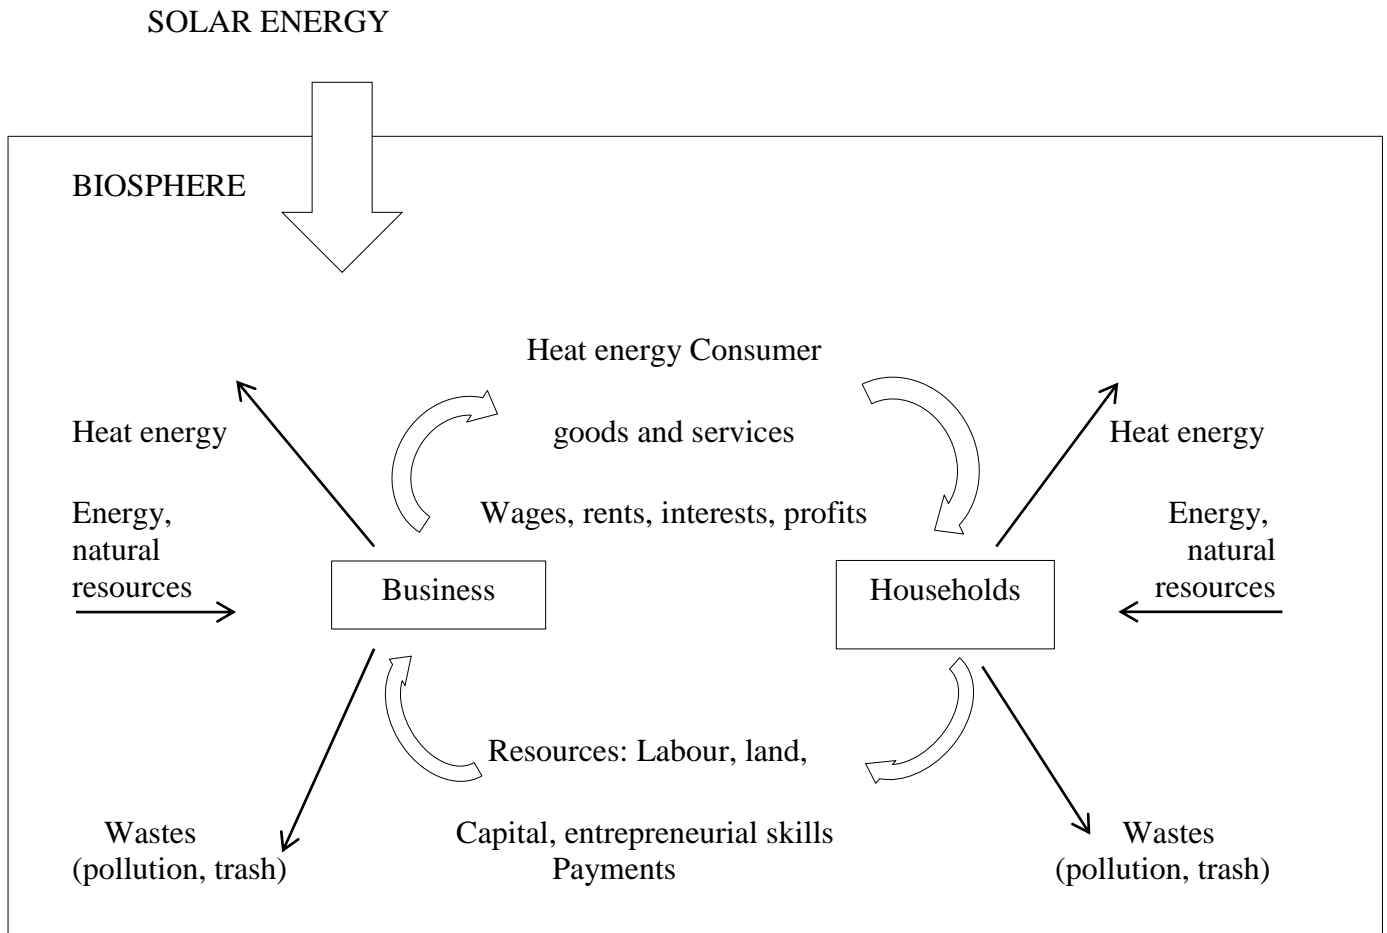 SOLAR ENERGY
BIOSPHERE
Heat energy Consumer
goods and services
Wages, rents, interests, profits
Heat energy
Energy,
natural
resources
Business
Households
Heat energy
Energy,
natural
resources
Resources: Labour, land,
Capital, entrepreneurial skills
Payments
Wastes
(pollution, trash)
Wastes
(pollution, trash)